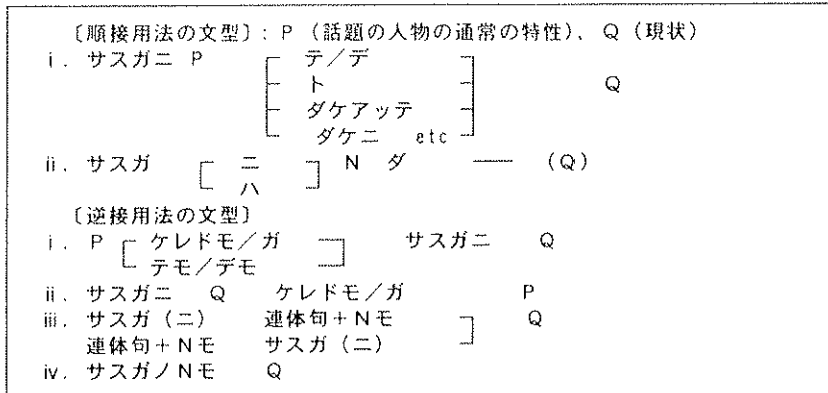 〔順接用法の文型〕: P (話題の人物の通常の特性)、Q (現状)
i. サスガニ P テ/デ
ト Q
ダケアッテ
ダケニ etc
ii. サスガ ニ N ダ ―― (Q)
ハ
〔逆接用法の文型〕
i. P ケレドモ/ガ サスガニ Q
テモ/デモ
ii. サスガニ Q ケレドモ/ガ P
iii. サスガ (ニ) 連体句+Nモ Q
連体句+Nモ サスガ (ニ)
iv. サスガノNモ Q